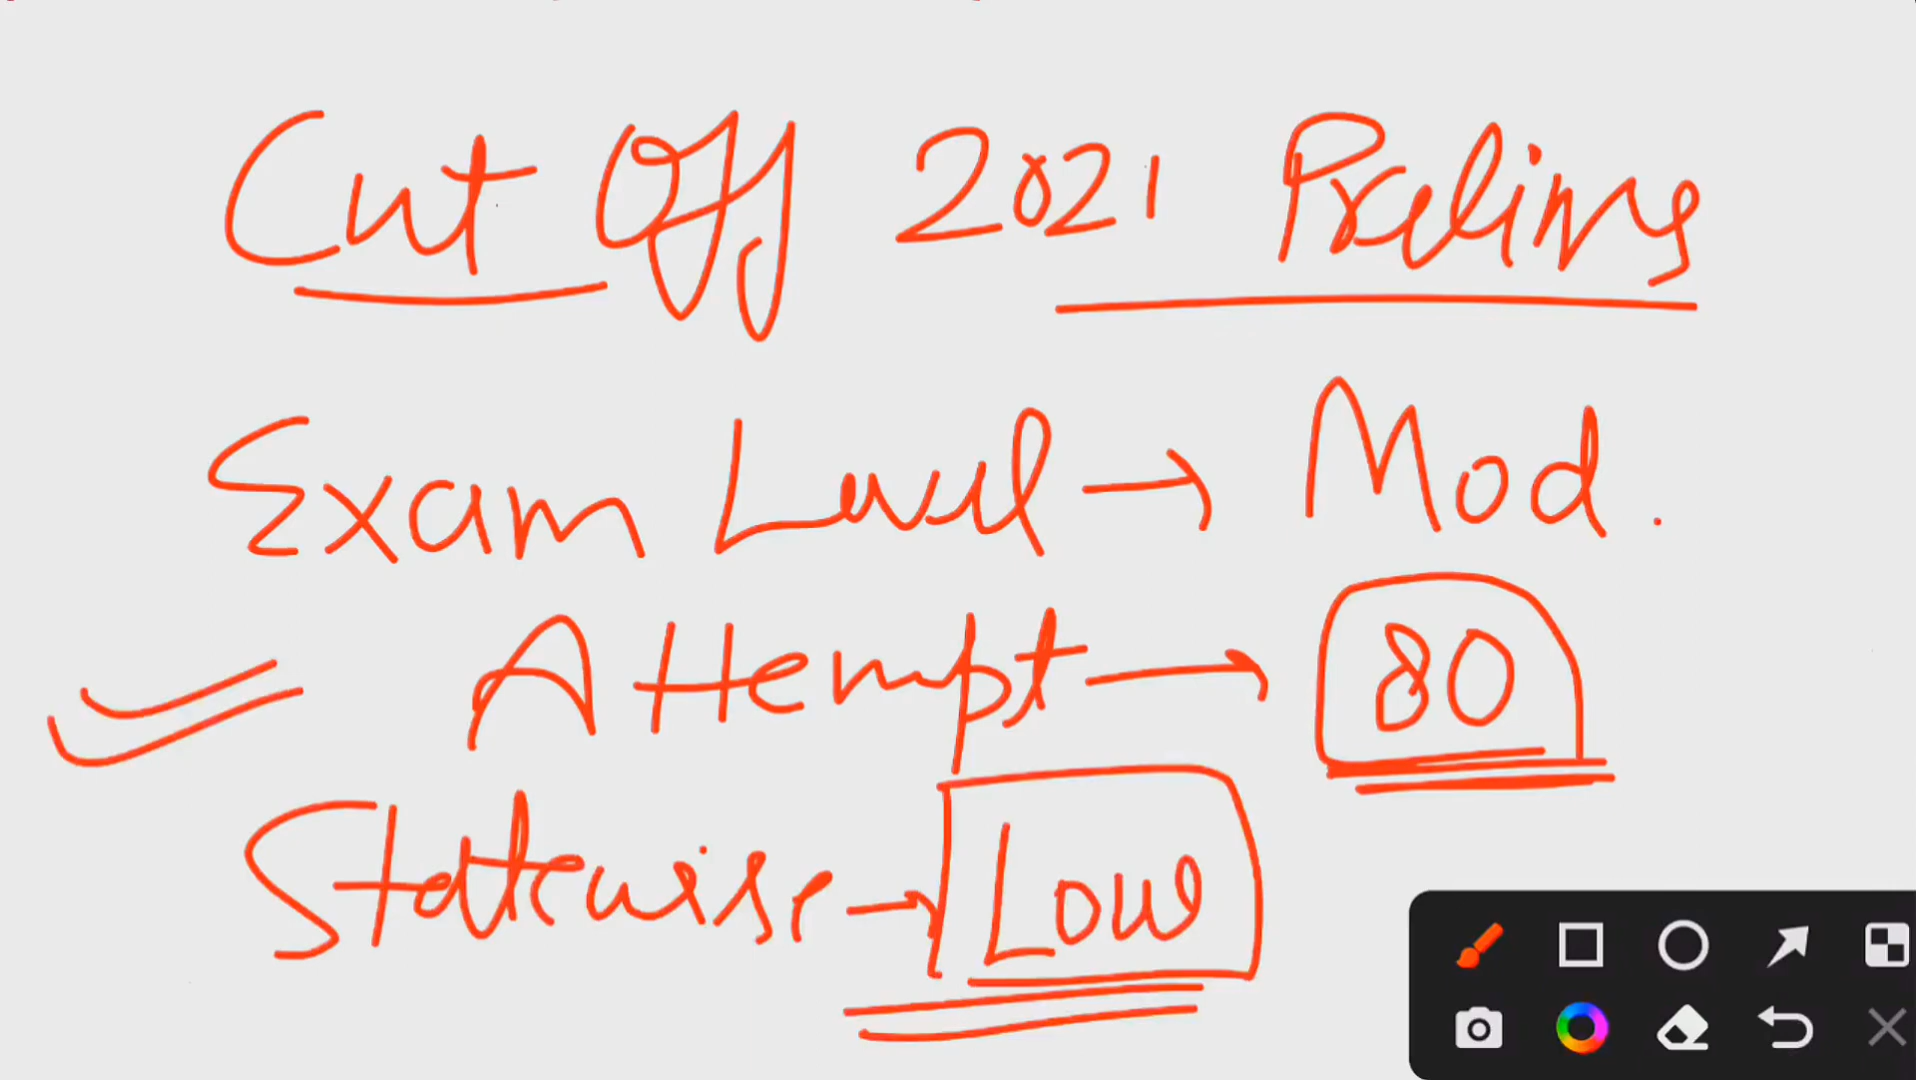 Cut Off 2021 Prelims
Exam Level → Mod.
Attempt → 80
Statewise → Low